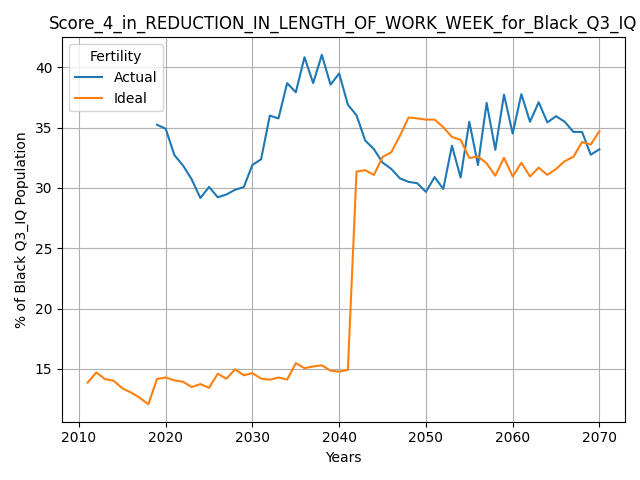 Score_4_in_REDUCTION_IN_LENGTH_OF_WORK_WEEK_for_Black_Q3_IQ
Fertility
Actual
Ideal
% of Black Q3_IQ Population
40
35
30
25
20
15
2010
2020
2030
2040
2050
2060
2070
Years